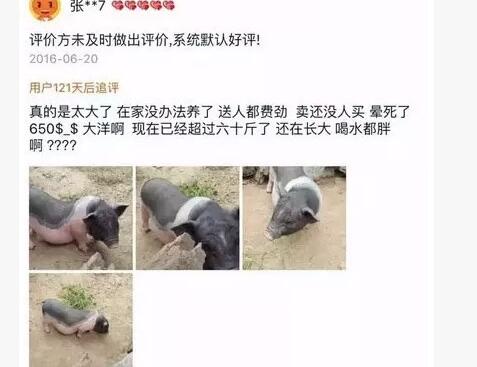 张**7
评价方未及时做出评价,系统默认好评!
2016-06-20
用户121天后追评
真的是太大了 在家没办法养了 送人都费劲 卖还没人买 晕死了
650$_$ 大洋啊 现在已经超过六十斤了 还在长大 喝水都胖
啊 ????